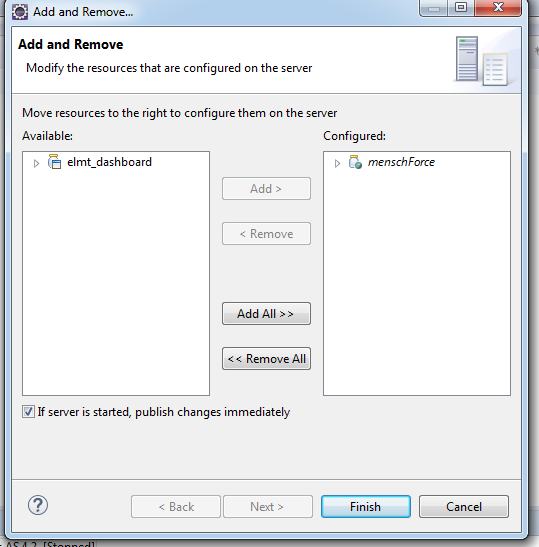 Add and Remove...
Add and Remove
Modify the resources that are configured on the server
Move resources to the right to configure them on the server
Available:
Configured:
elmt_dashboard
menschForce
Add >
< Remove
Add All >>
<< Remove All
If server is started, publish changes immediately
< Back
Next >
Finish
Cancel
AS 4.2 [Stopped]